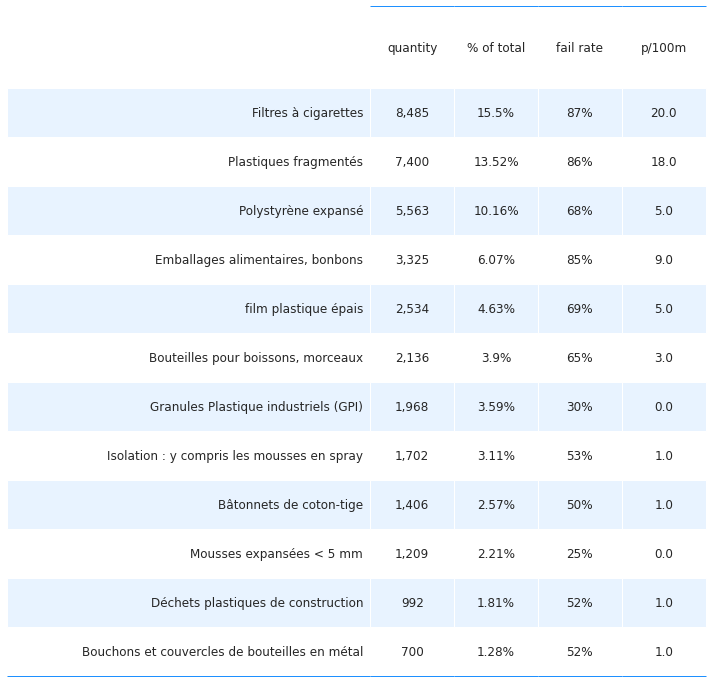 quantity % of total fail rate p/100m
Filtres à cigarettes 8,485 15.5% 87% 20.0
Plastiques fragmentés 7,400 13.52% 86% 18.0
Polystyrène expansé 5,563 10.16% 68% 5.0
Emballages alimentaires, bonbons 3,325 6.07% 85% 9.0
film plastique épais 2,534 4.63% 69% 5.0
Bouteilles pour boissons, morceaux 2,136 3.9% 65% 3.0
Granules Plastique industriels (GPI) 1,968 3.59% 30% 0.0
Isolation : y compris les mousses en spray 1,702 3.11% 53% 1.0
Bâtonnets de coton-tige 1,406 2.57% 50% 1.0
Mousses expansées < 5 mm 1,209 2.21% 25% 0.0
Déchets plastiques de construction 992 1.81% 52% 1.0
Bouchons et couvercles de bouteilles en métal 700 1.28% 52% 1.0